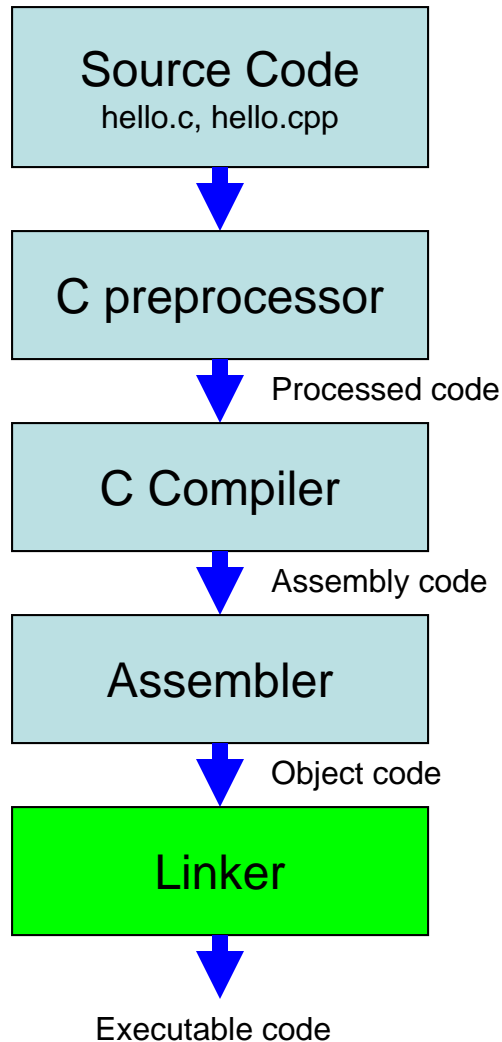 Source Code
hello.c, hello.cpp
C preprocessor
Processed code
C Compiler
Assembly code
Assembler
Object code
Linker
Executable code